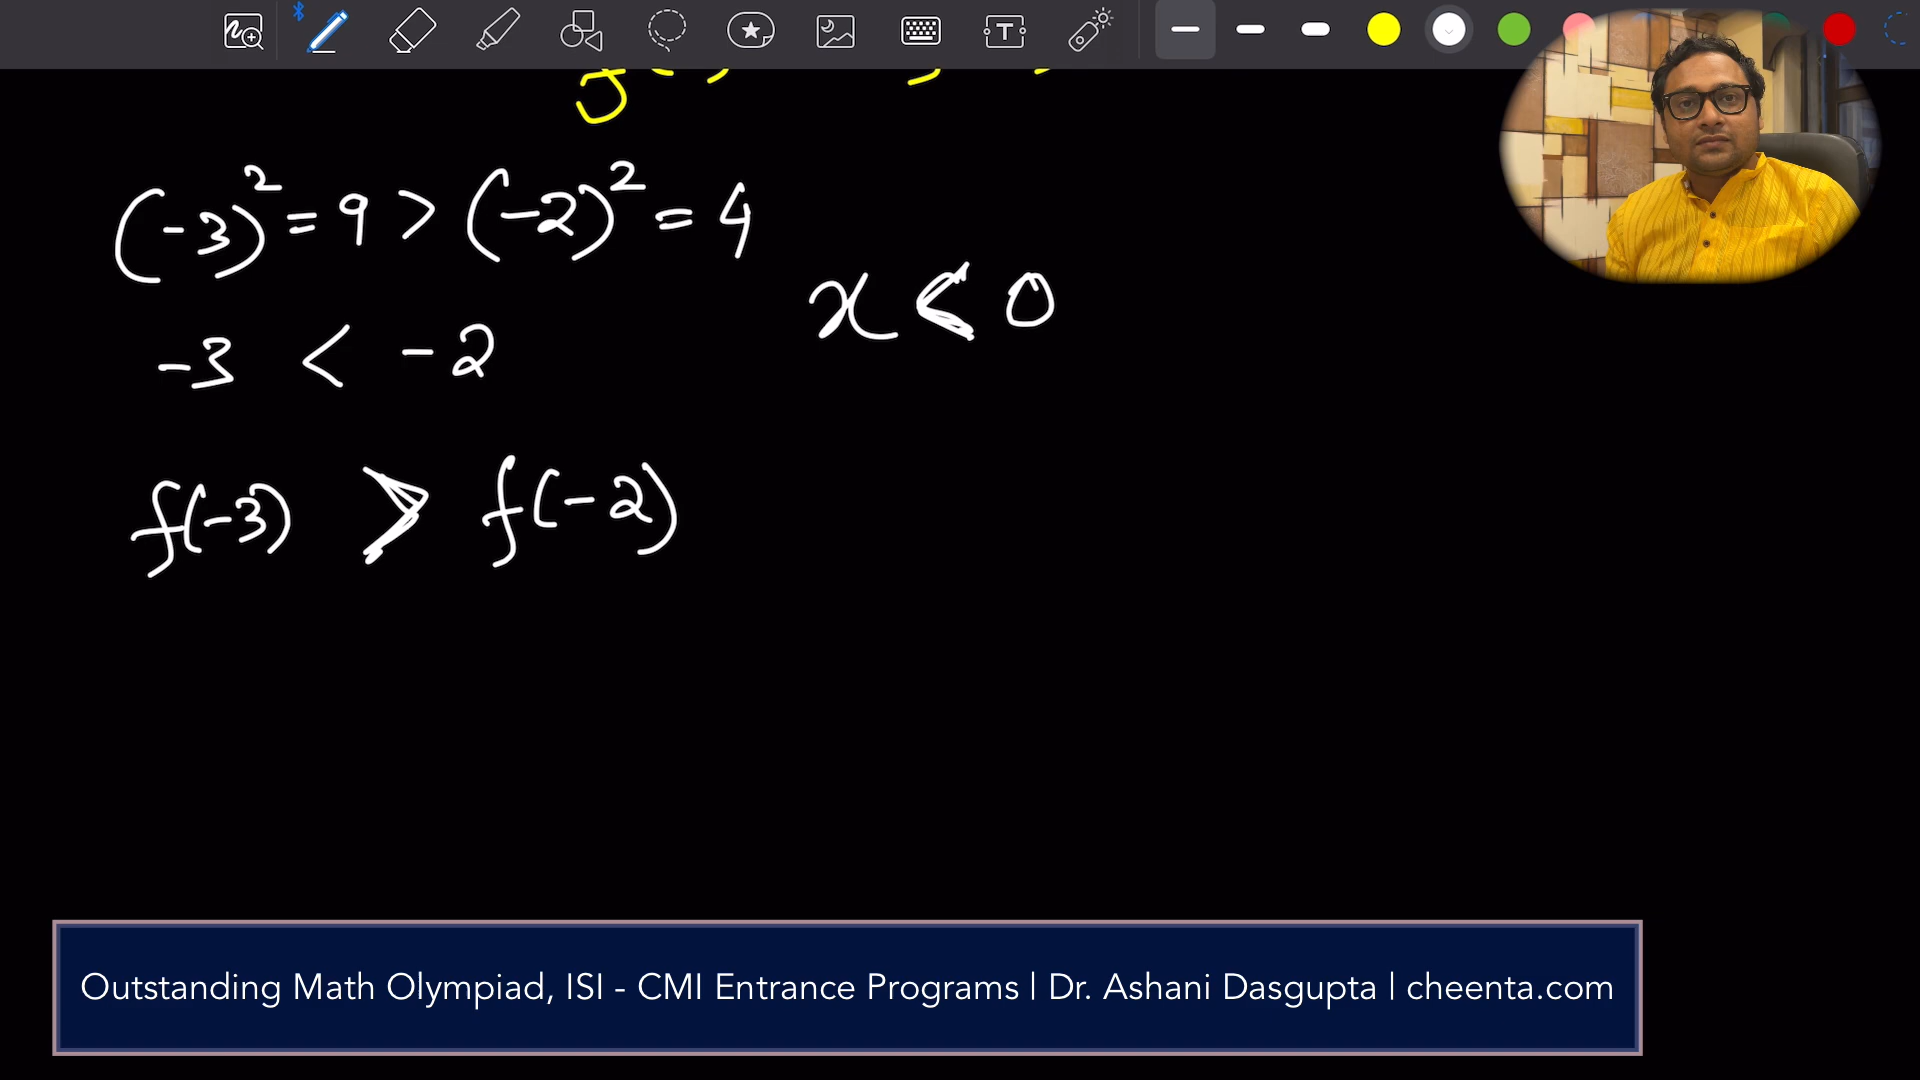 (-3)² = 9 > (-2)² = 4
x < 0
-3 < -2
f(-3) > f(-2)
Outstanding Math Olympiad, ISI - CMI Entrance Programs | Dr. Ashani Dasgupta | cheenta.com